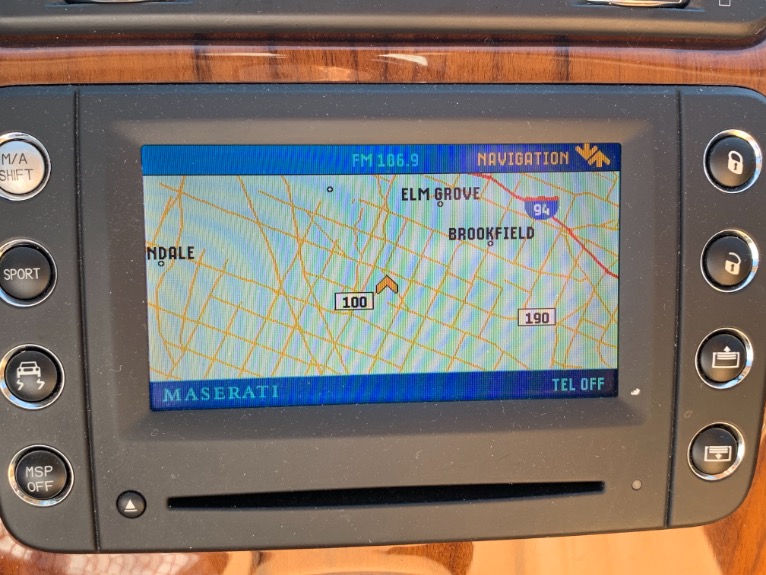 M/A
SHIFT
SPORT
MSP
OFF
FM 106.9
NAVIGATION
ELM GROVE
94
BROOKFIELD
NDALE
100
190
MASERATI
TEL OFF